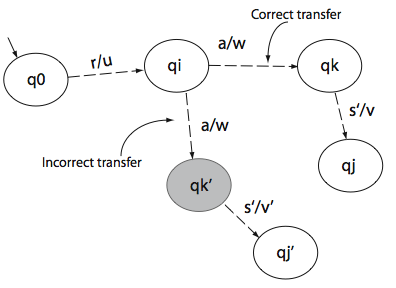 Correct transfer
a/w
r/u
q0
qi
qk
s'/v
a/w
Incorrect transfer
qj
qk'
s'/v'
qj'